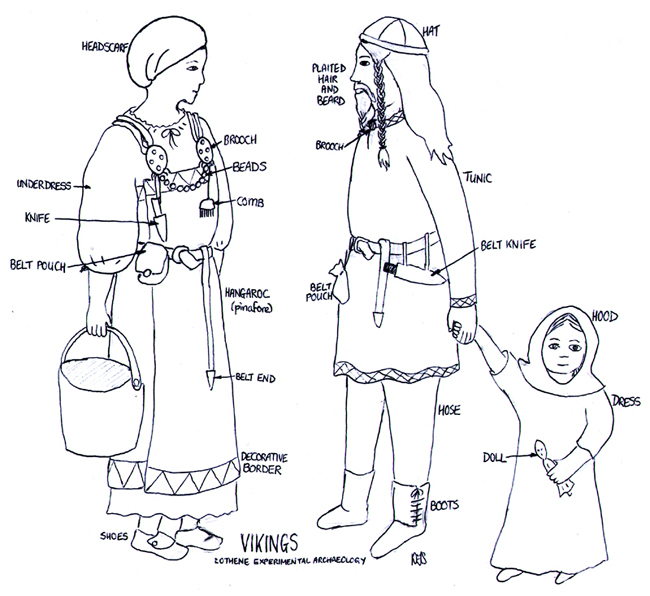 HEADSCARF
BROOCH
BEADS
UNDERDRESS
COMB
KNIFE
BELT POUCH
HANGAROC
(pinafore)
BELT END
DECORATIVE
BORDER
SHOES
HAT
PLAITED
HAIR
AND
BEARD
BROOCH
TUNIC
BELT KNIFE
BELT
POUCH
HOSE
BOOTS
HOOD
DRESS
DOLL
VIKINGS
LOTHENE EXPERIMENTAL ARCHAEOLOGY